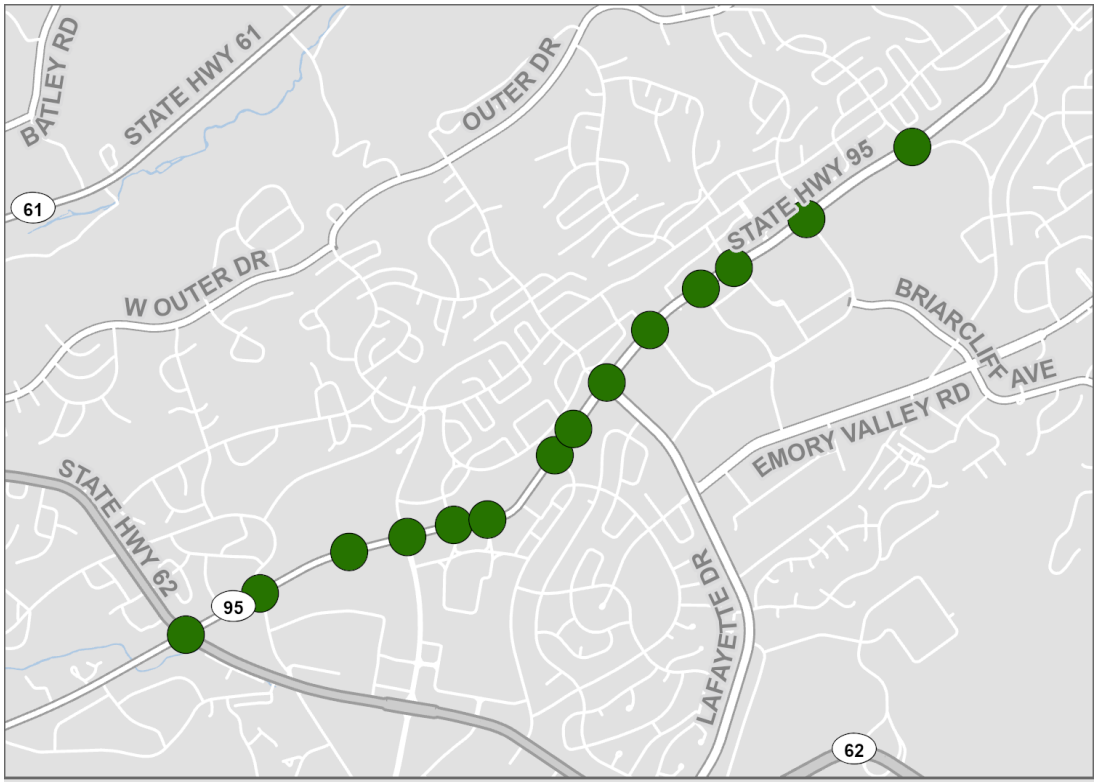 BATLEY RD
STATE HWY 61
OUTER DR
61
STATE HWY 95
W OUTER DR
BRIARCLIFF AVE
EMORY VALLEY RD
STATE HWY 62
95
LAFAYETTE DR
62